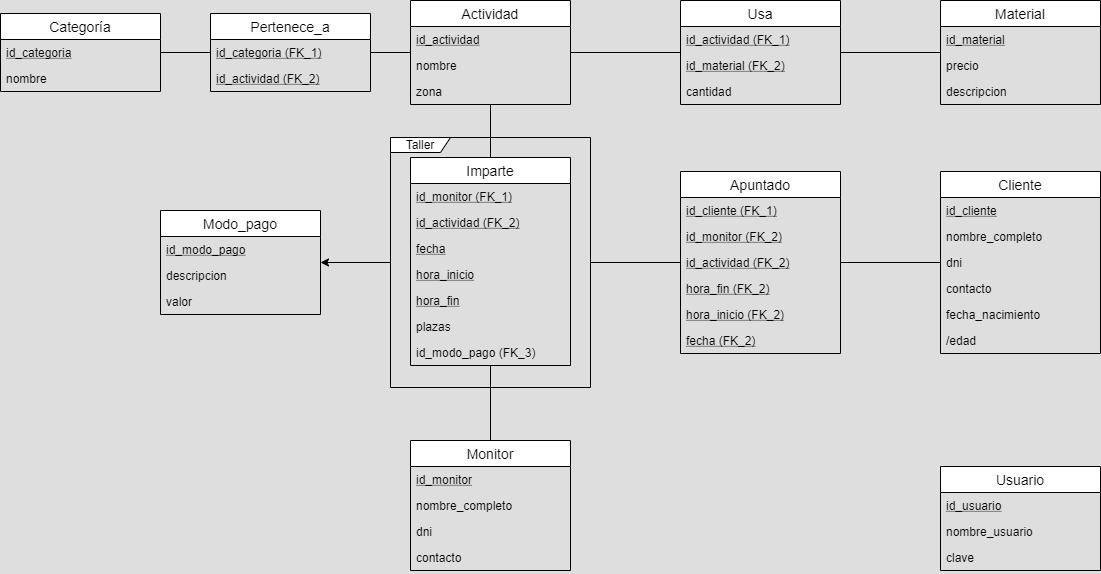 Categoría
id_categoria
nombre
Pertenece_a
id_categoria (FK_1)
id_actividad (FK_2)
Actividad
id_actividad
nombre
zona
Usa
id_actividad (FK_1)
id_material (FK_2)
cantidad
Material
id_material
precio
descripcion
Taller
Imparte
id_monitor (FK_1)
id_actividad (FK_2)
fecha
hora_inicio
hora_fin
plazas
id_modo_pago (FK_3)
Modo_pago
id_modo_pago
descripcion
valor
Apuntado
id_cliente (FK_1)
id_monitor (FK_2)
id_actividad (FK_2)
hora_fin (FK_2)
hora_inicio (FK_2)
fecha (FK_2)
Cliente
id_cliente
nombre_completo
dni
contacto
fecha_nacimiento
/edad
Monitor
id_monitor
nombre_completo
dni
contacto
Usuario
id_usuario
nombre_usuario
clave